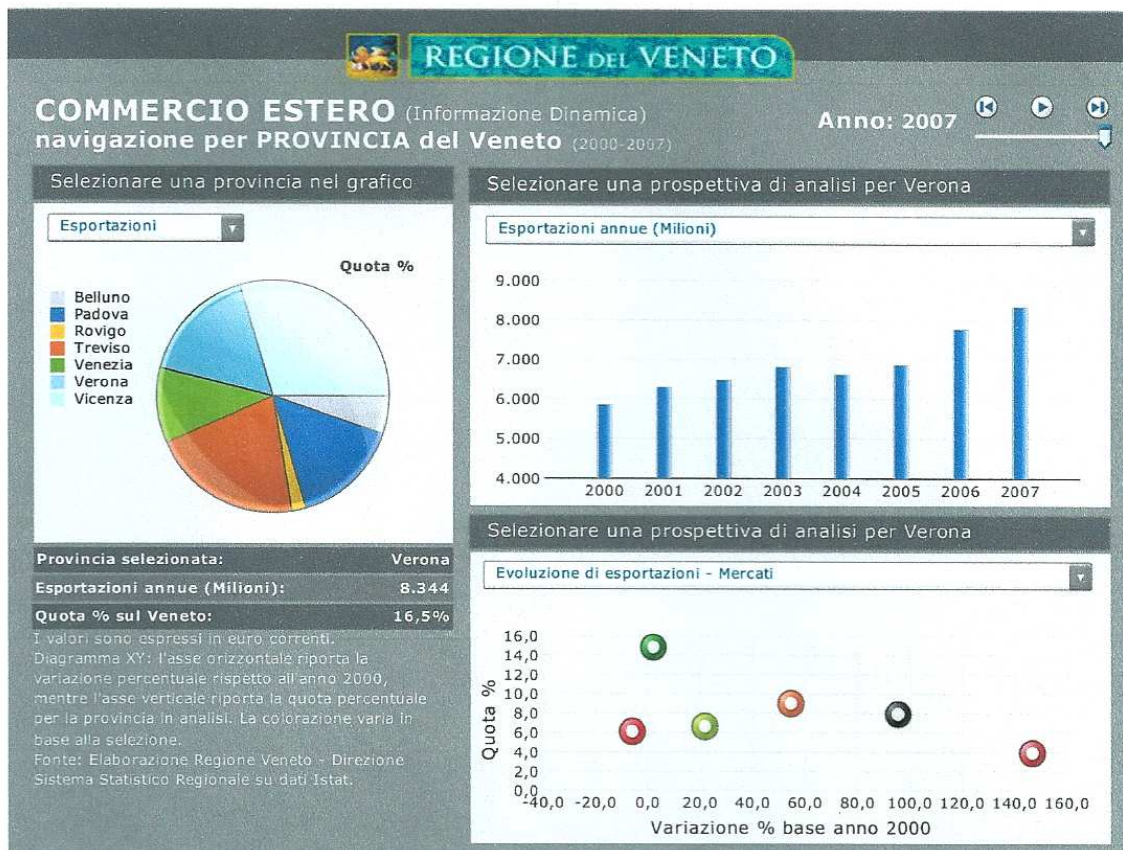 REGIONE DEL VENETO
COMMERCIO ESTERO (Informazione Dinamica)
navigazione per PROVINCIA del Veneto (2000-2007)
Anno: 2007
Selezionare una provincia nel grafico
Esportazioni
Quota %
Belluno
Padova
Rovigo
Treviso
Venezia
Verona
Vicenza
Provincia selezionata: Verona
Esportazioni annue (Milioni): 8.344
Quota % sul Veneto: 16,5%
I valori sono espressi in euro correnti.
Diagramma XY: l'asse orizzontale riporta la
variazione percentuale rispetto all'anno 2000,
mentre l'asse verticale riporta la quota percentuale
per la provincia in analisi. La colorazione varia in
base alla selezione.
Fonte: Elaborazione Regione Veneto - Direzione
Sistema Statistico Regionale su dati Istat.
Selezionare una prospettiva di analisi per Verona
Esportazioni annue (Milioni)
9.000
8.000
7.000
6.000
5.000
4.000
2000 2001 2002 2003 2004 2005 2006 2007
Selezionare una prospettiva di analisi per Verona
Evoluzione di esportazioni - Mercati
Quota %
16,0
14,0
12,0
10,0
8,0
6,0
4,0
2,0
0,0
-40,0 -20,0 0,0 20,0 40,0 60,0 80,0 100,0 120,0 140,0 160,0
Variazione % base anno 2000